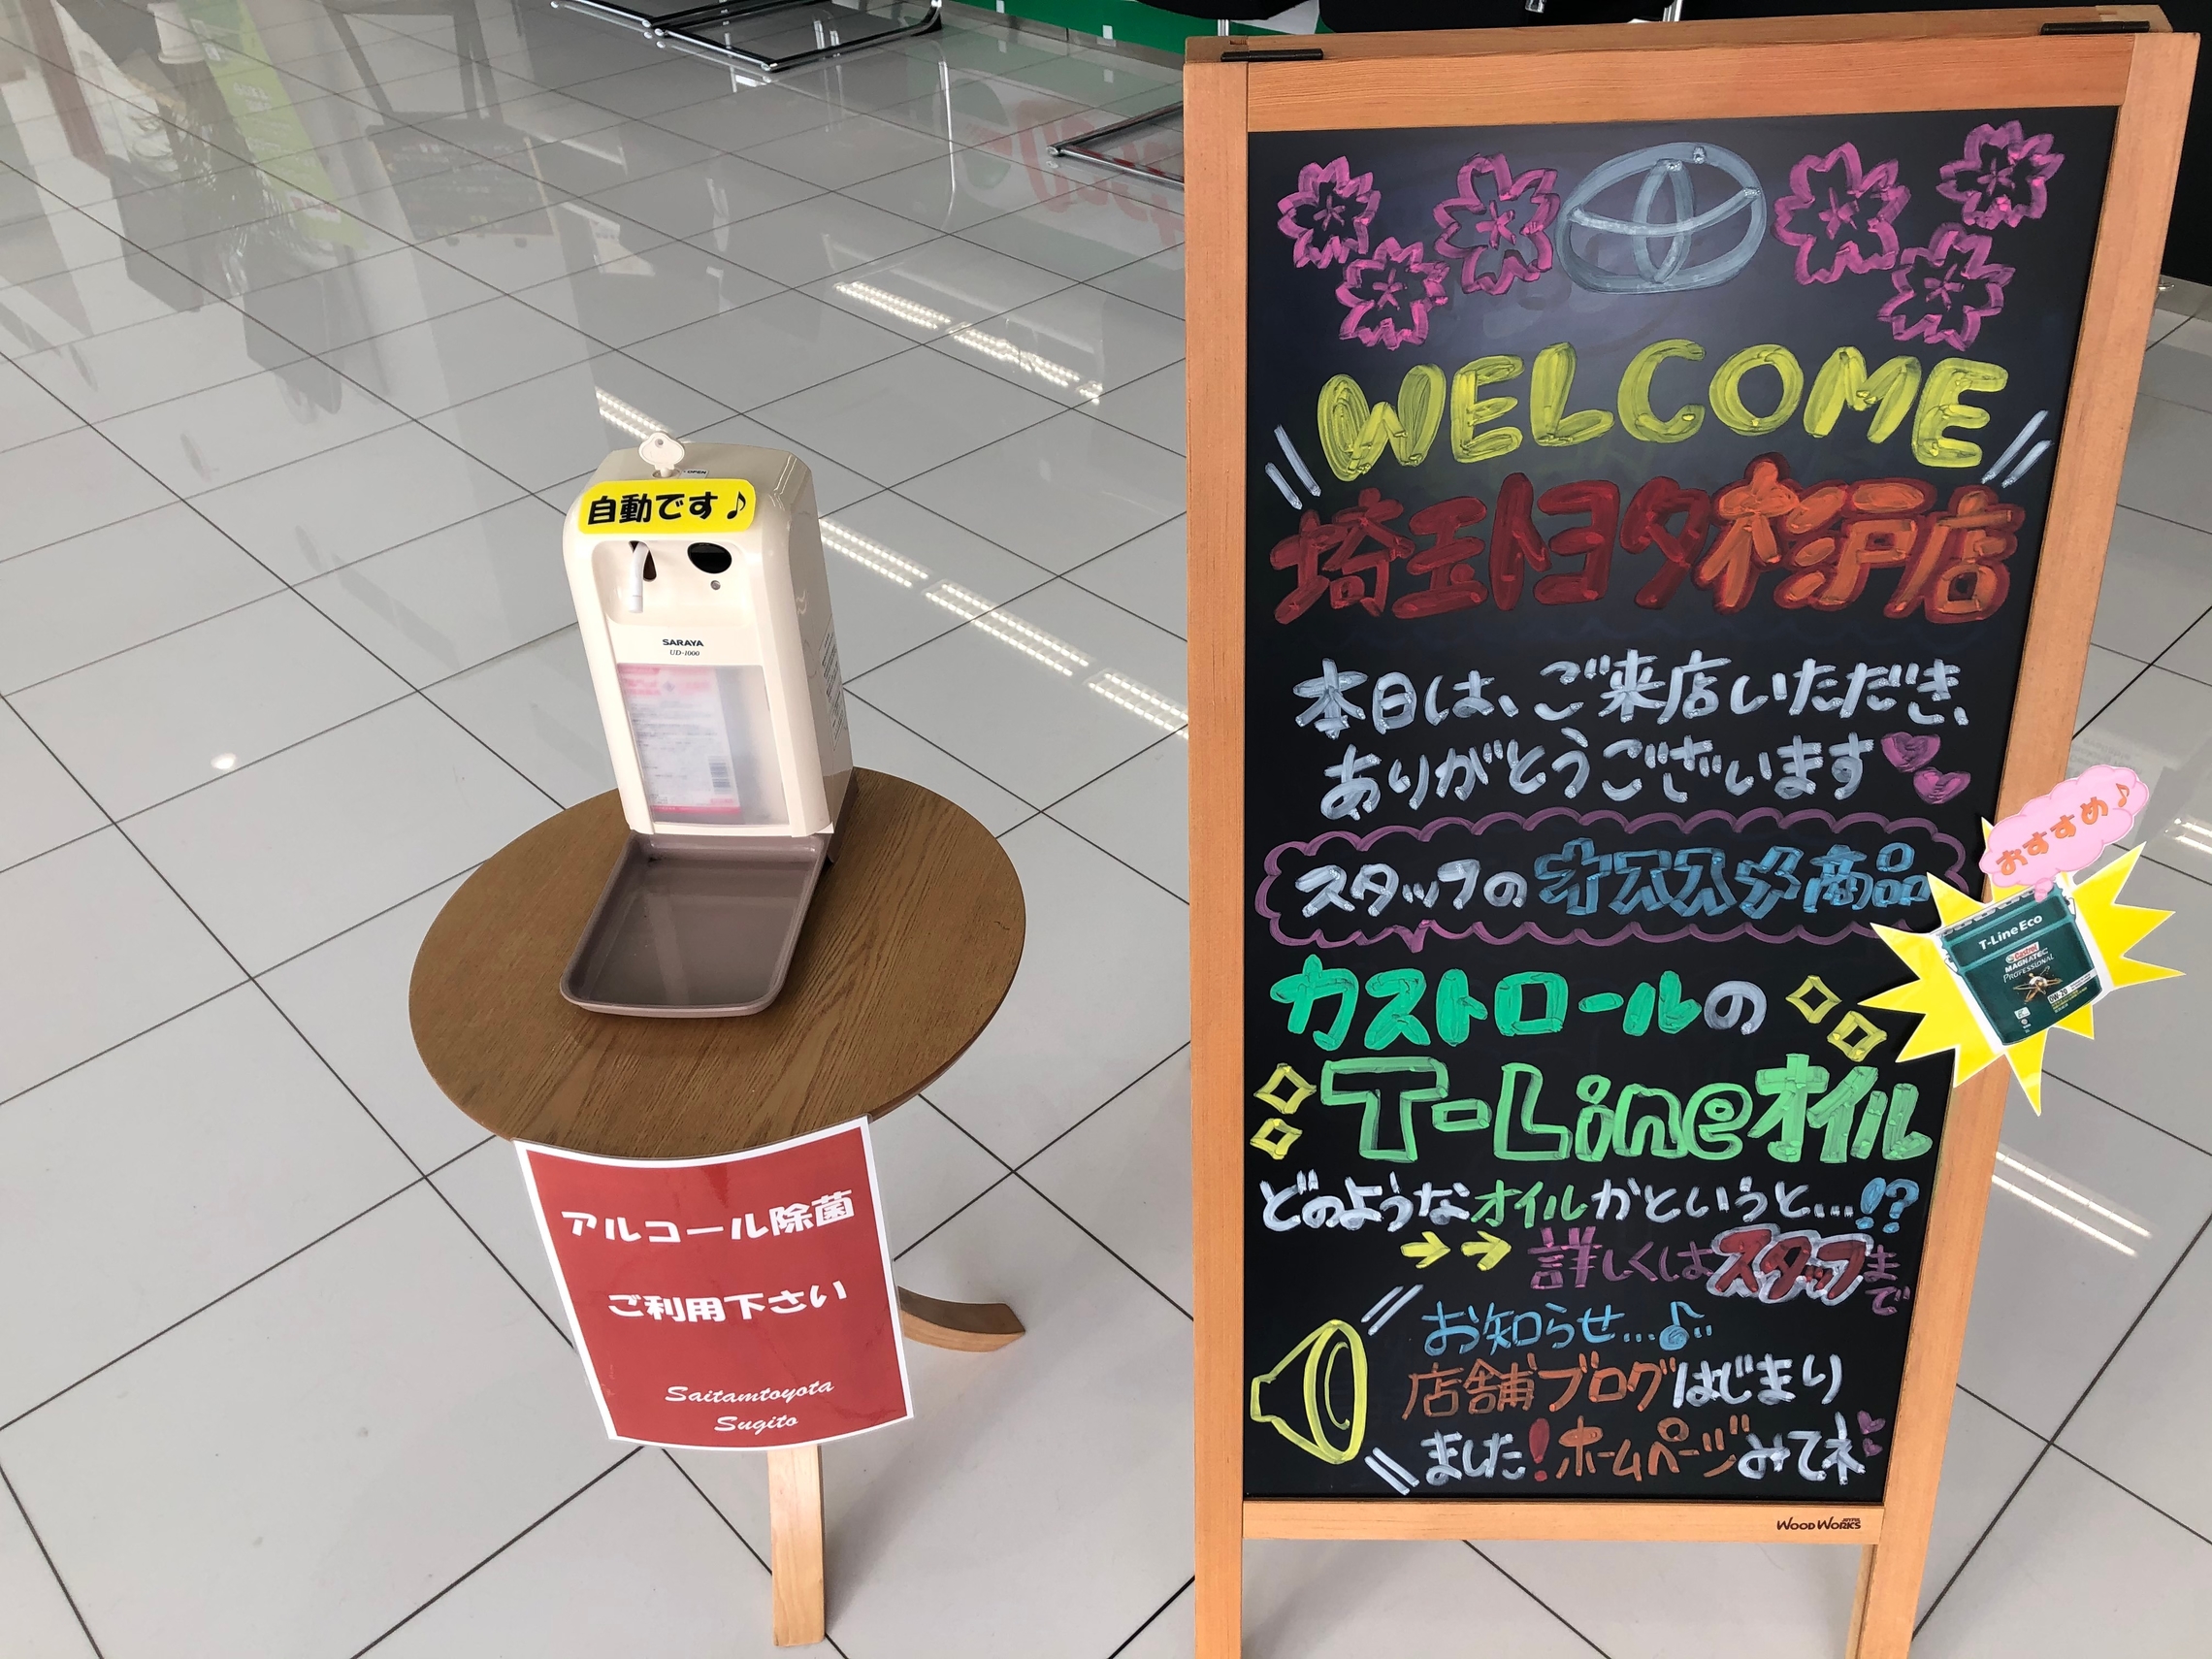 自動です♪
SARAYA
UD-1000
アルコール除菌
ご利用下さい
Saitamtoyota
Sugito
WELCOME
埼玉トヨタ杉戸店
本日は、ご来店いただき、
ありがとうございます
スタッフのオススメ商品
おすすめ♪
T-Line Eco
Castrol
MAGNATEC
PROFESSIONAL
0W-20
カストロールの
T-Lineオイル
どのようなオイルかというと…!?
→→詳しくはスタッフまで
お知らせ…♪
店舗ブログはじまり
ました!ホームページみてネ
WOOD WORKS